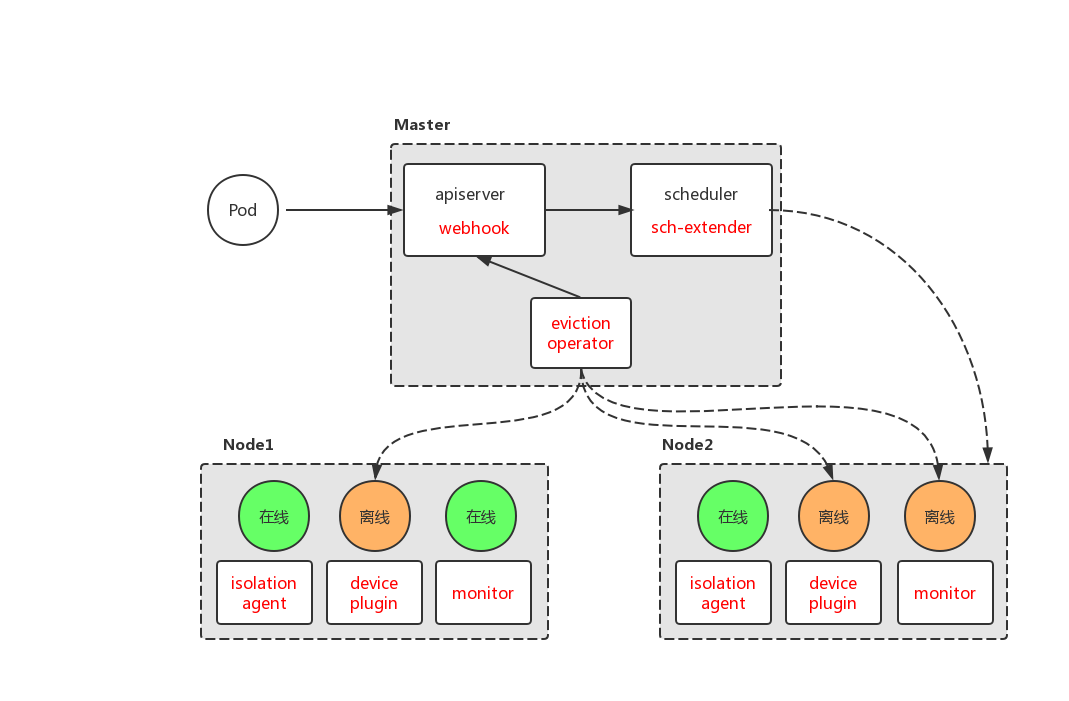 Master
Pod
apiserver
webhook
scheduler
sch-extender
eviction
operator
Node1
在线
离线
在线
isolation
agent
device
plugin
monitor
Node2
在线
离线
离线
isolation
agent
device
plugin
monitor